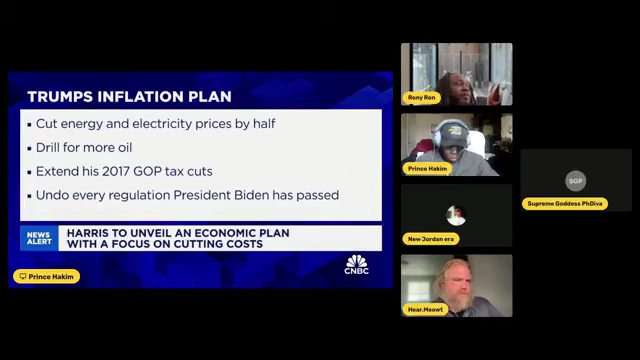 TRUMPS INFLATION PLAN
Cut energy and electricity prices by half
Drill for more oil
Extend his 2017 GOP tax cuts
Undo every regulation President Biden has passed
NEWS
ALERT
HARRIS TO UNVEIL AN ECONOMIC PLAN
WITH A FOCUS ON CUTTING COSTS
CNBC
Prince Hakim
Rony Ron
Prince Hakim
New Jordan era
Hear.Meowt
SGP
Supreme Goddess PhDiva